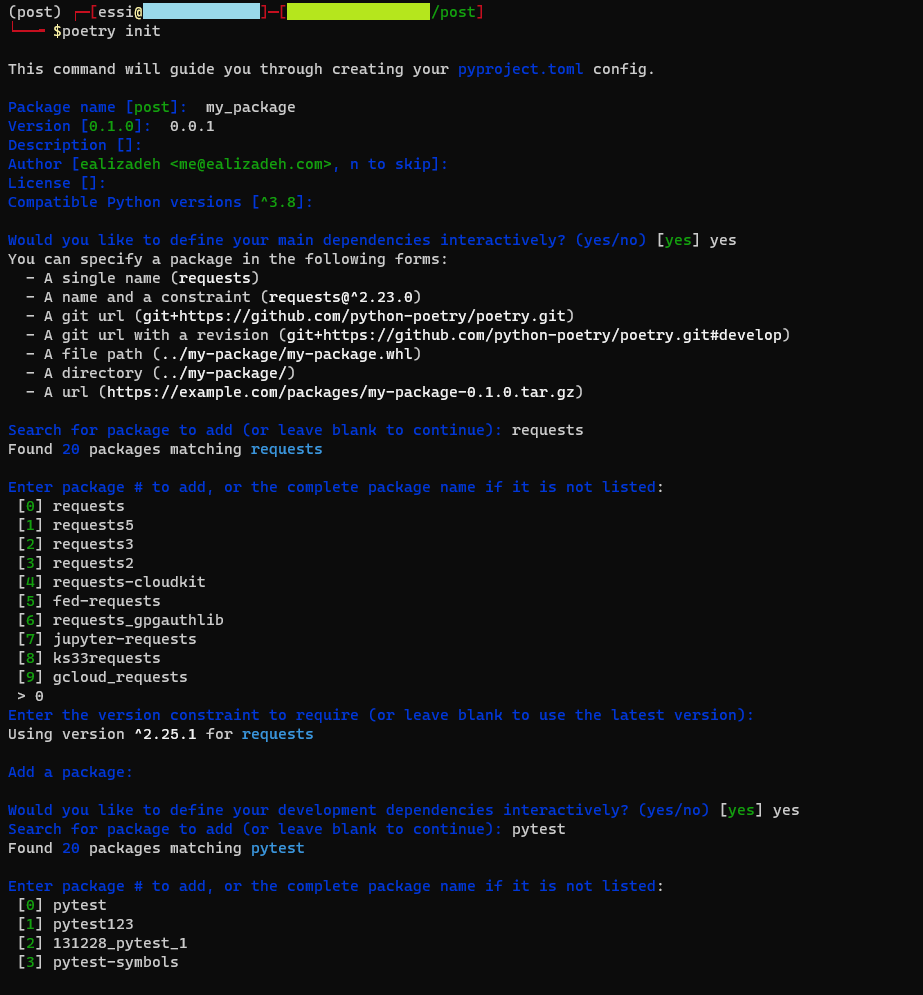 (post) ┌─[essi@]─[/post]
└──╼ $poetry init
This command will guide you through creating your pyproject.toml config.
Package name [post]:  my_package
Version [0.1.0]:  0.0.1
Description []:
Author [ealizadeh <me@ealizadeh.com>, n to skip]:
License []:
Compatible Python versions [^3.8]:
Would you like to define your main dependencies interactively? (yes/no) [yes] yes
You can specify a package in the following forms:
  - A single name (requests)
  - A name and a constraint (requests@^2.23.0)
  - A git url (git+https://github.com/python-poetry/poetry.git)
  - A git url with a revision (git+https://github.com/python-poetry/poetry.git#develop)
  - A file path (../my-package/my-package.whl)
  - A directory (../my-package/)
  - A url (https://example.com/packages/my-package-0.1.0.tar.gz)
Search for package to add (or leave blank to continue): requests
Found 20 packages matching requests
Enter package # to add, or the complete package name if it is not listed:
 [0] requests
 [1] requests5
 [2] requests3
 [3] requests2
 [4] requests-cloudkit
 [5] fed-requests
 [6] requests_gpgauthlib
 [7] jupyter-requests
 [8] ks33requests
 [9] gcloud_requests
 > 0
Enter the version constraint to require (or leave blank to use the latest version):
Using version ^2.25.1 for requests
Add a package:
Would you like to define your development dependencies interactively? (yes/no) [yes] yes
Search for package to add (or leave blank to continue): pytest
Found 20 packages matching pytest
Enter package # to add, or the complete package name if it is not listed:
 [0] pytest
 [1] pytest123
 [2] 131228_pytest_1
 [3] pytest-symbols